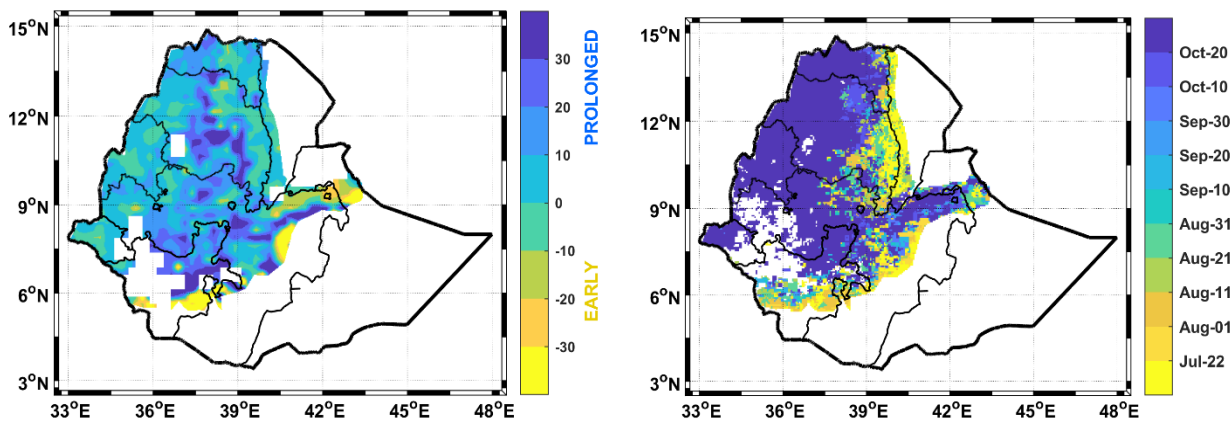 15°N
12°N
9°N
6°N
3°N
33°E
36°E
39°E
42°E
45°E
48°E
30
20
10
0
-10
-20
-30
PROLONGED
EARLY
15°N
12°N
9°N
6°N
3°N
33°E
36°E
39°E
42°E
45°E
48°E
Oct-20
Oct-10
Sep-30
Sep-20
Sep-10
Aug-31
Aug-21
Aug-11
Aug-01
Jul-22